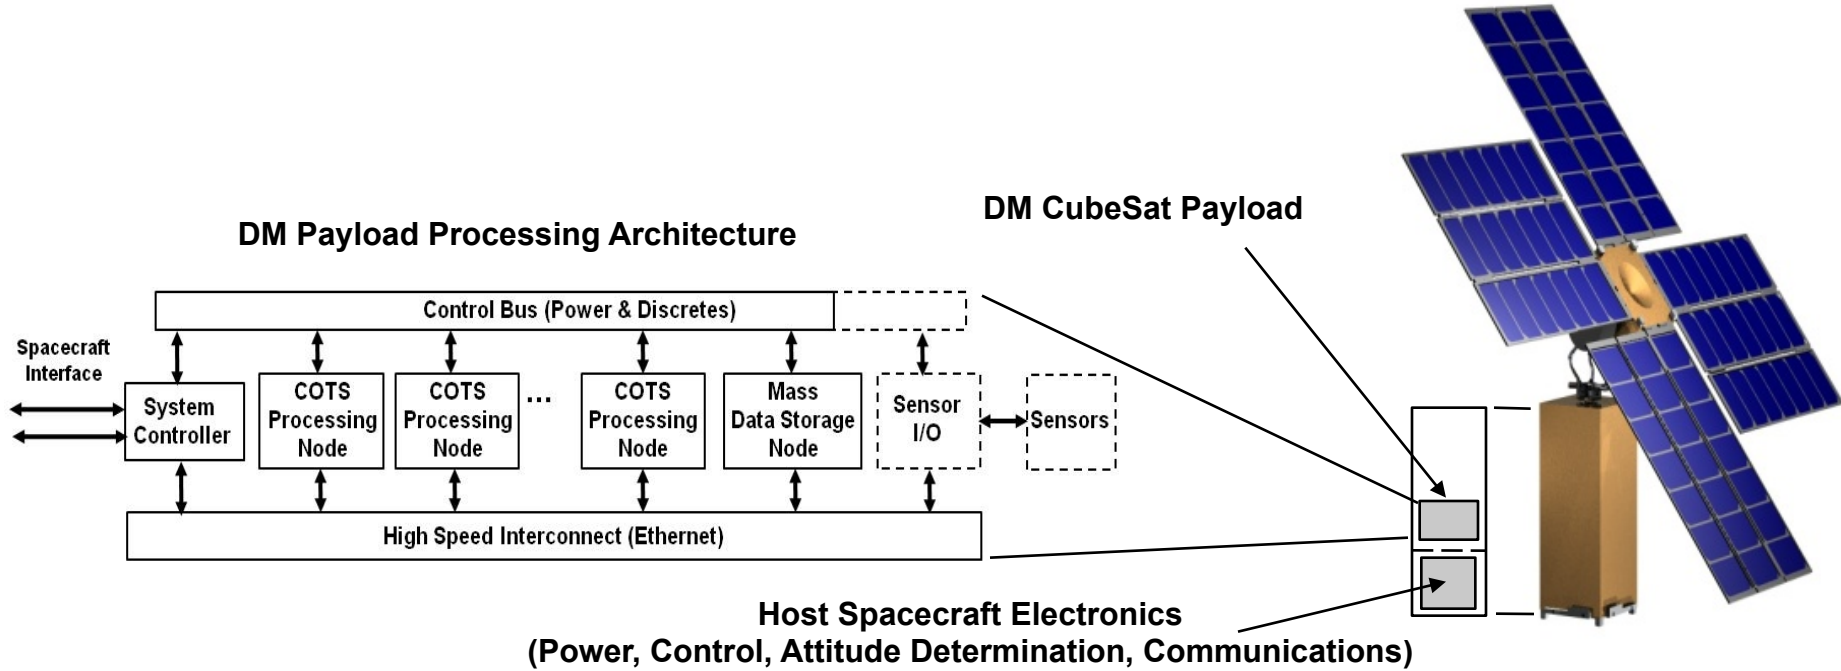 DM CubeSat Payload
DM Payload Processing Architecture
Control Bus (Power & Discretes)
Spacecraft
Interface
System
Controller
COTS
Processing
Node
COTS
Processing
Node
...
COTS
Processing
Node
Mass
Data Storage
Node
Sensor
I/O
Sensors
High Speed Interconnect (Ethernet)
Host Spacecraft Electronics
(Power, Control, Attitude Determination, Communications)